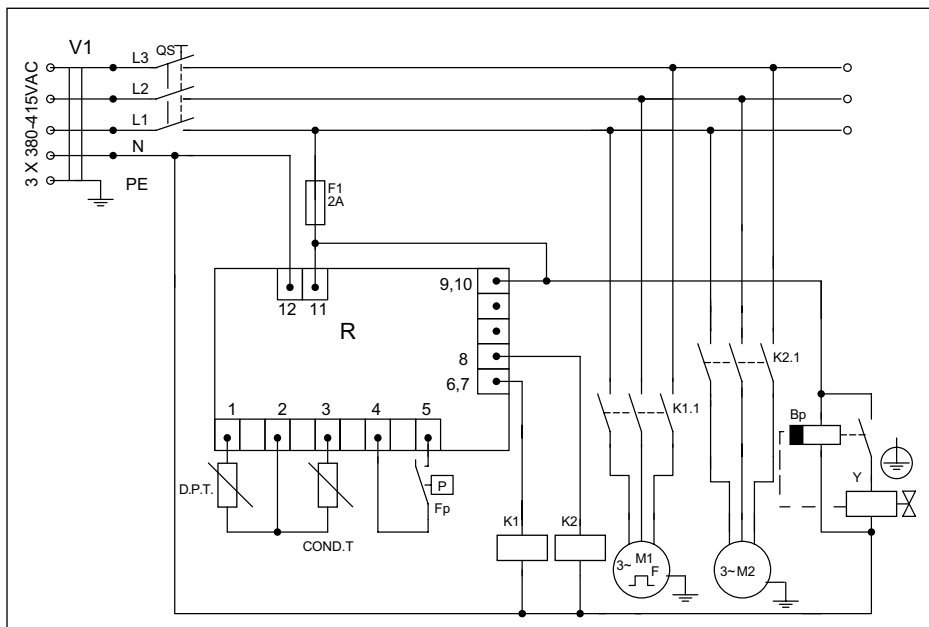 V1
L3
QS
L2
L1
N
PE
3 X 380-415VAC
F1
2A
12
11
R
9,10
8
6,7
1
2
3
4
5
D.P.T.
COND.T
P
Fp
K1
K2
K1.1
K2.1
Bp
Y
3~ M1
F
3~ M2